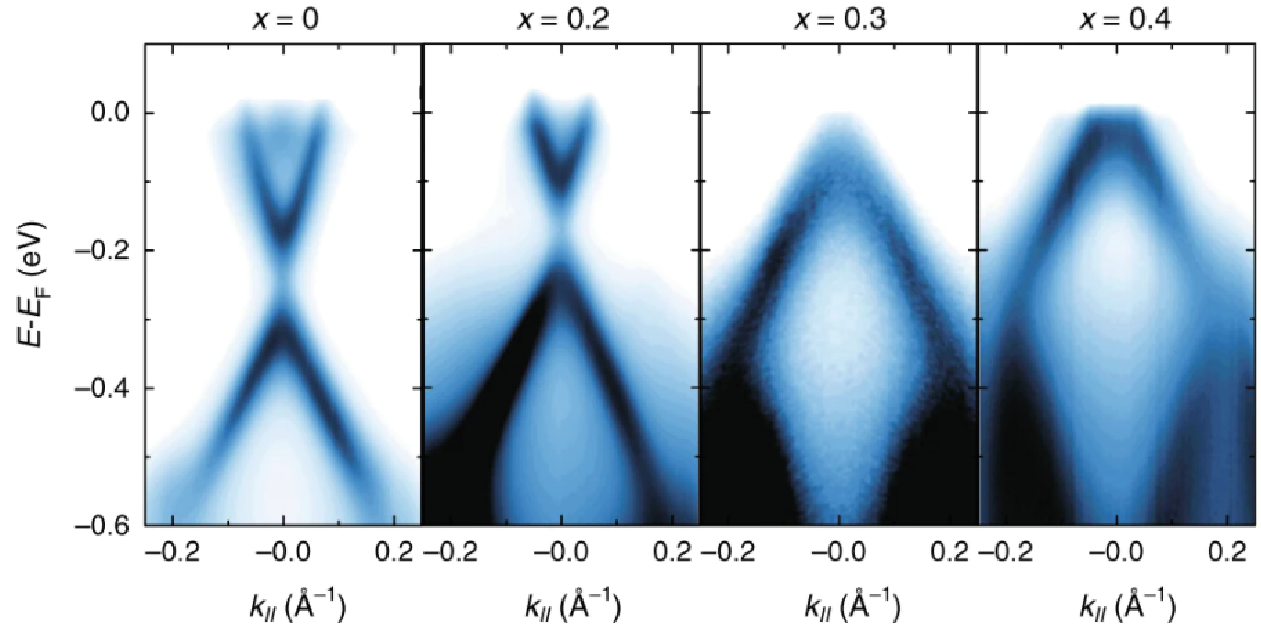 x = 0 x = 0.2 x = 0.3 x = 0.4
0.0
−0.2
−0.4
−0.6
E-E_F (eV)
−0.2 −0.0 0.2 −0.2 −0.0 0.2 −0.2 −0.0 0.2 −0.2 −0.0 0.2
k_{//} (Å⁻¹) k_{//} (Å⁻¹) k_{//} (Å⁻¹) k_{//} (Å⁻¹)